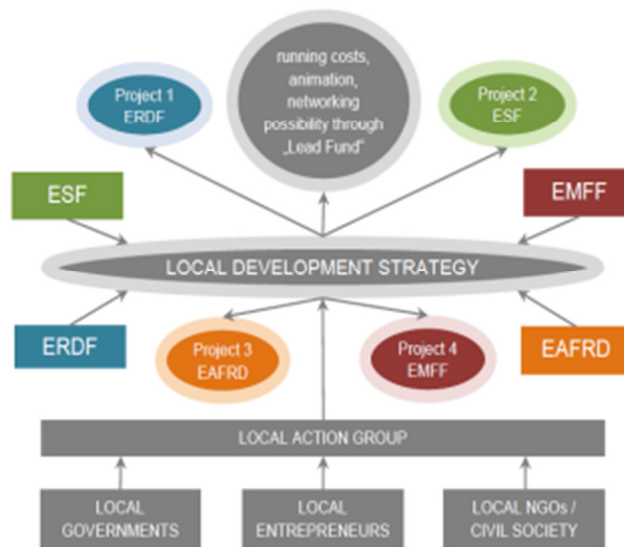 running costs,
animation,
networking
possibility through
„Lead Fund"
Project 1
ERDF
Project 2
ESF
ESF
EMFF
LOCAL DEVELOPMENT STRATEGY
ERDF
Project 3
EAFRD
Project 4
EMFF
EAFRD
LOCAL ACTION GROUP
LOCAL
GOVERNMENTS
LOCAL
ENTREPRENEURS
LOCAL NGOs /
CIVIL SOCIETY